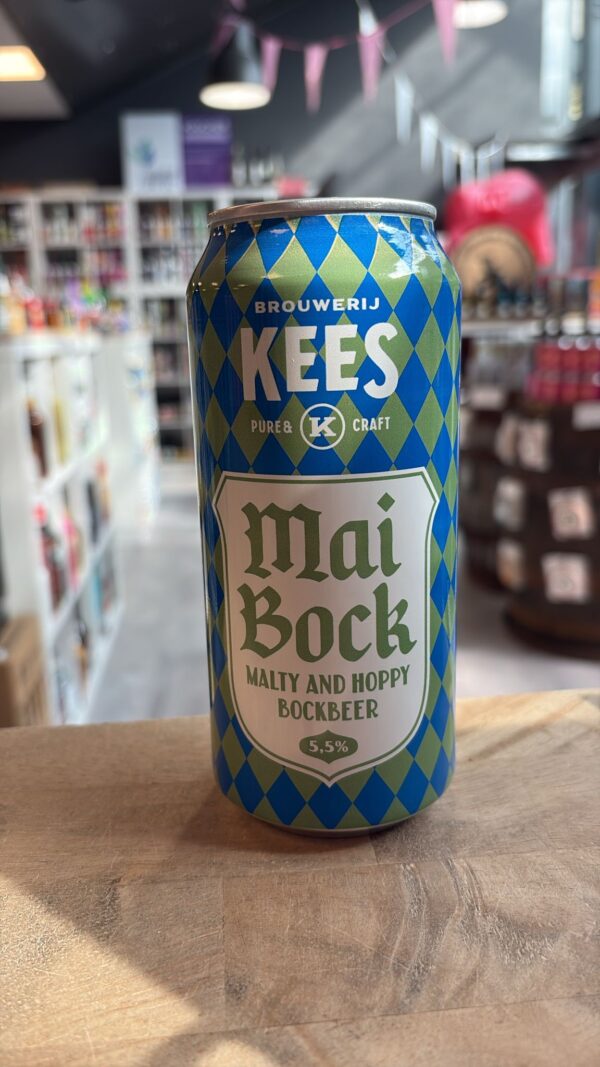 BROUWERIJ
KEES
PURE & K CRAFT
Mai
Bock
MALTY AND HOPPY
BOCKBEER
5,5%